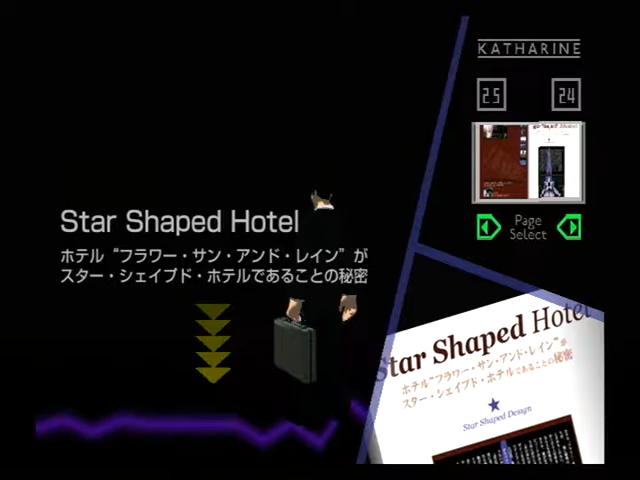 KATHARINE
25 24
Page
Select
Star Shaped Hotel
ホテル“フラワー・サン・アンド・レイン”が
スター・シェイプド・ホテルであることの秘密
Star Shaped Hotel
ホテル“フラワー・サン・アンド・レイン”が
スター・シェイプド・ホテルであることの秘密
Star Shaped Design